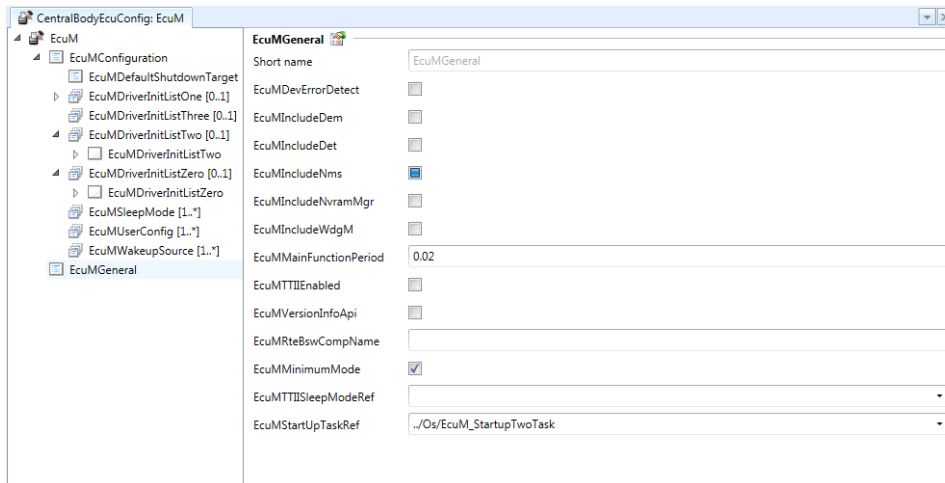 CentralBodyEcuConfig: EcuM
EcuM
EcuMConfiguration
EcuMDefaultShutdownTarget
EcuMDriverInitListOne [0..1]
EcuMDriverInitListThree [0..1]
EcuMDriverInitListTwo [0..1]
EcuMDriverInitListTwo
EcuMDriverInitListZero [0..1]
EcuMDriverInitListZero
EcuMSleepMode [1..*]
EcuMUserConfig [1..*]
EcuMWakeupSource [1..*]
EcuMGeneral
EcuMGeneral
Short name EcuMGeneral
EcuMDevErrorDetect
EcuMIncludeDem
EcuMIncludeDet
EcuMIncludeNms
EcuMIncludeNvramMgr
EcuMIncludeWdgM
EcuMMainFunctionPeriod 0.02
EcuMTTIIEnabled
EcuMVersionInfoApi
EcuMRteBswCompName
EcuMMinimumMode
EcuMTTIISleepModeRef
EcuMStartUpTaskRef ../Os/EcuM_StartupTwoTask